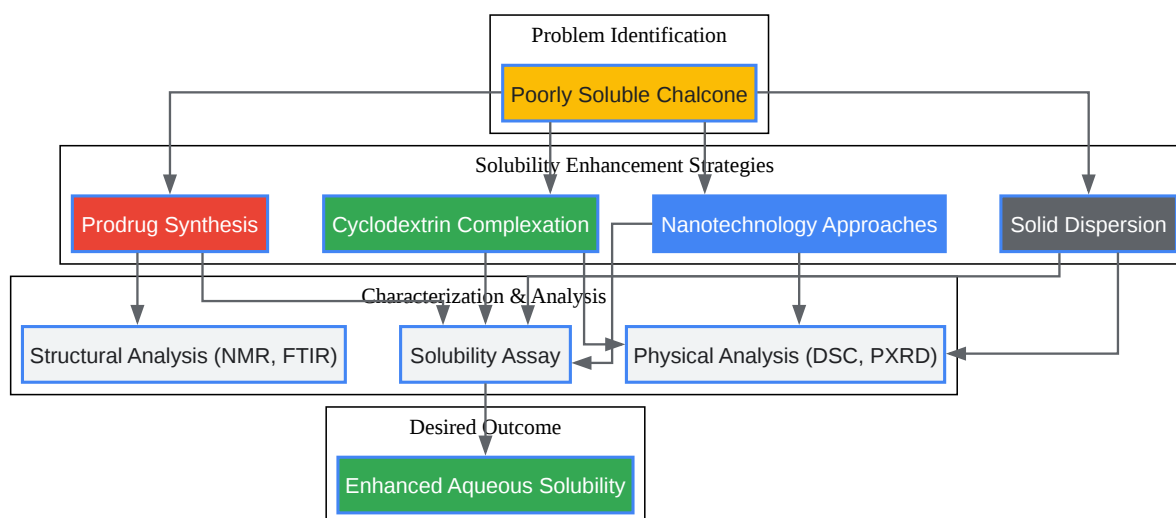 Problem Identification
Poorly Soluble Chalcone
Solubility Enhancement Strategies
Prodrug Synthesis
Cyclodextrin Complexation
Nanotechnology Approaches
Solid Dispersion
Characterization & Analysis
Structural Analysis (NMR, FTIR)
Solubility Assay
Physical Analysis (DSC, PXRD)
Desired Outcome
Enhanced Aqueous Solubility